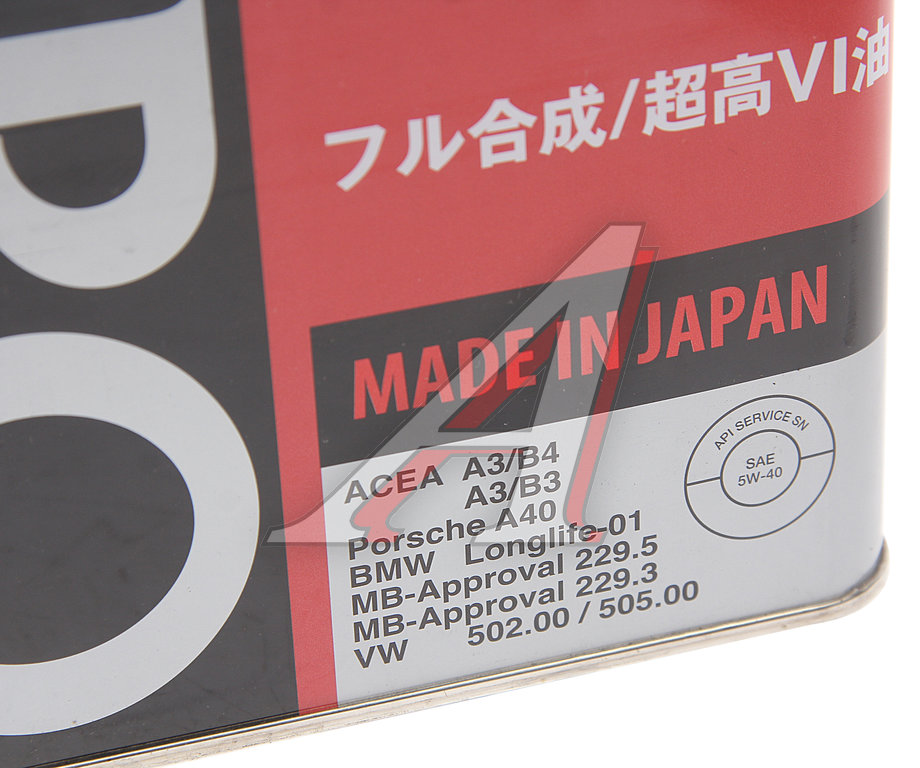 PO
フル合成/超高VI油
MADE IN JAPAN
API SERVICE SN
SAE
5W-40
ACEA A3/B4
A3/B3
Porsche A40
BMW Longlife-01
MB-Approval 229.5
MB-Approval 229.3
VW 502.00 / 505.00